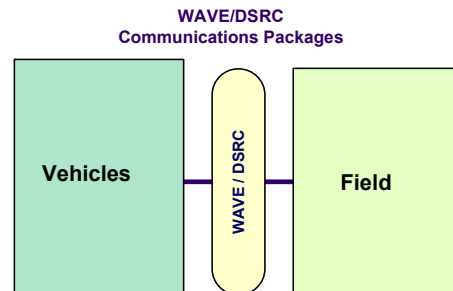 WAVE/DSRC
Communications Packages
Vehicles
WAVE / DSRC
Field